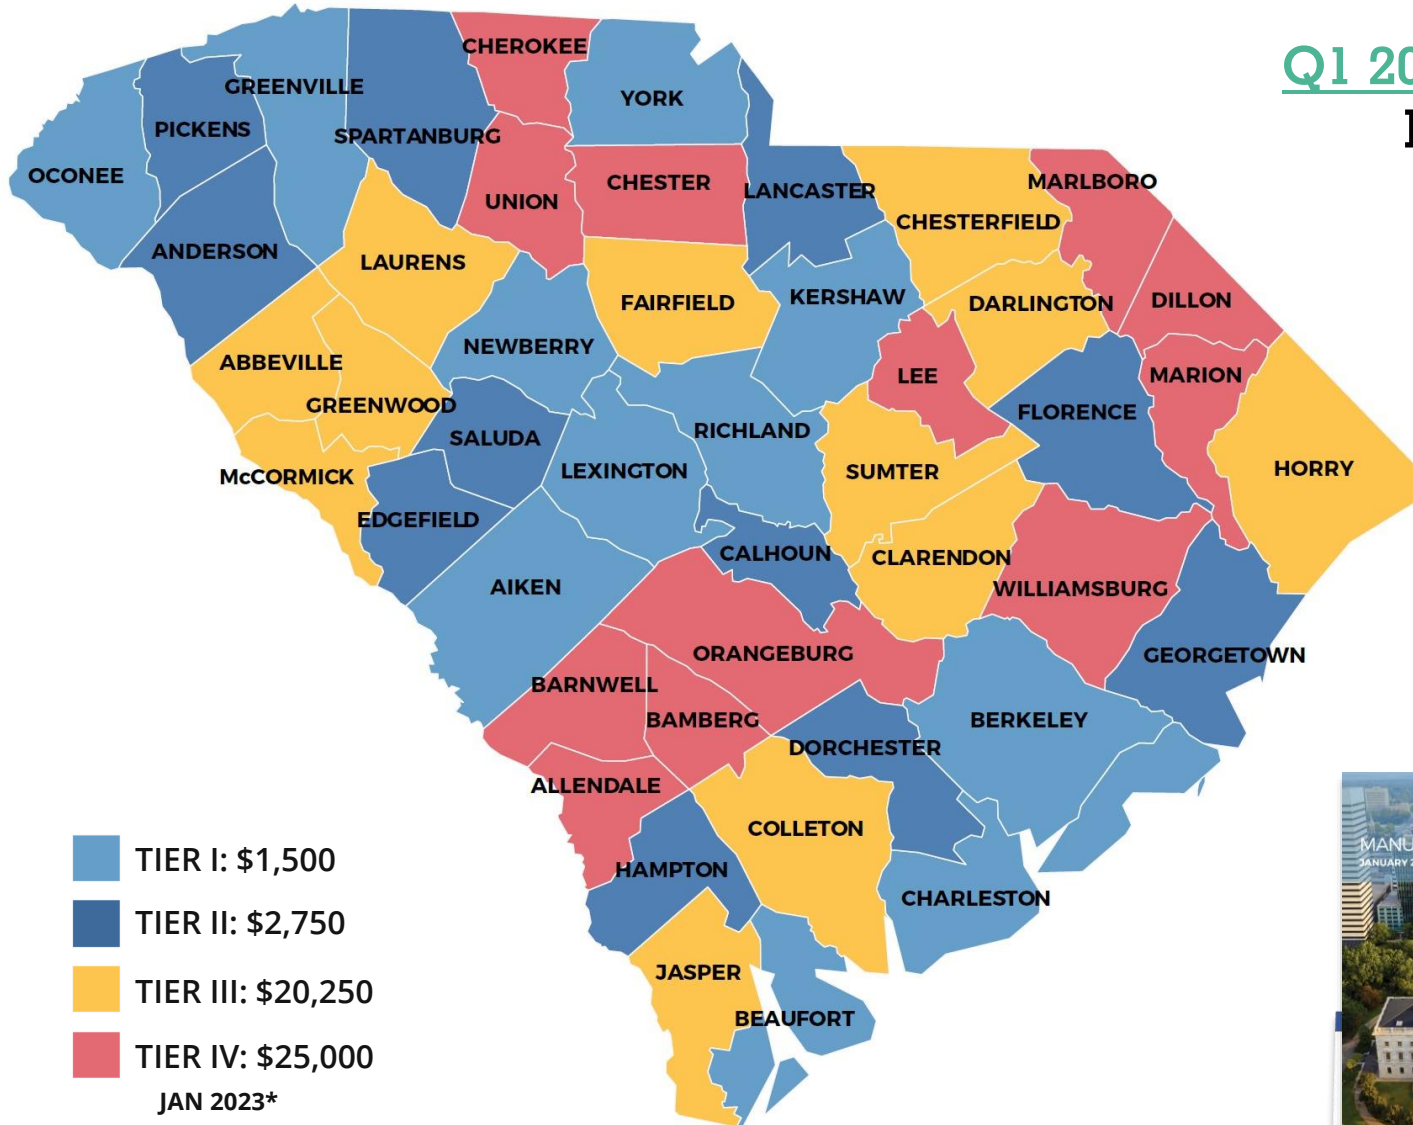 CHEROKEE
GREENVILLE
YORK
PICKENS
SPARTANBURG
OCONEE
UNION
CHESTER
LANCASTER
MARLBORO
CHESTERFIELD
ANDERSON
LAURENS
FAIRFIELD
KERSHAW
DARLINGTON
DILLON
NEWBERRY
ABBEVILLE
LEE
MARION
GREENWOOD
FLORENCE
SALUDA
RICHLAND
McCORMICK
LEXINGTON
SUMTER
HORRY
EDGEFIELD
CALHOUN
CLARENDON
AIKEN
WILLIAMSBURG
ORANGEBURG
GEORGETOWN
BARNWELL
BAMBERG
BERKELEY
DORCHESTER
ALLENDALE
COLLETON
HAMPTON
CHARLESTON
JASPER
BEAUFORT
TIER I: $1,500
TIER II: $2,750
TIER III: $20,250
TIER IV: $25,000
JAN 2023*
Q1 20
MANU
JANUARY 2